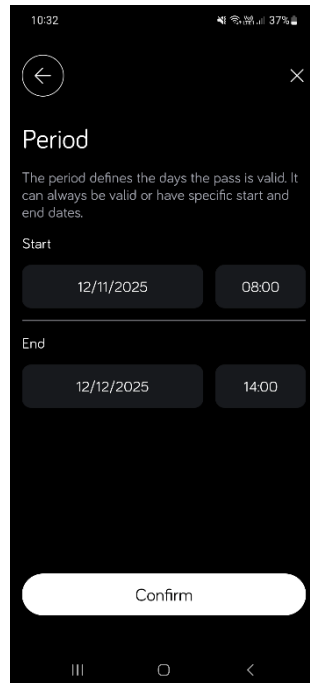 10:32
37%
Period
The period defines the days the pass is valid. It
can always be valid or have specific start and
end dates.
Start
12/11/2025 08:00
End
12/12/2025 14:00
Confirm